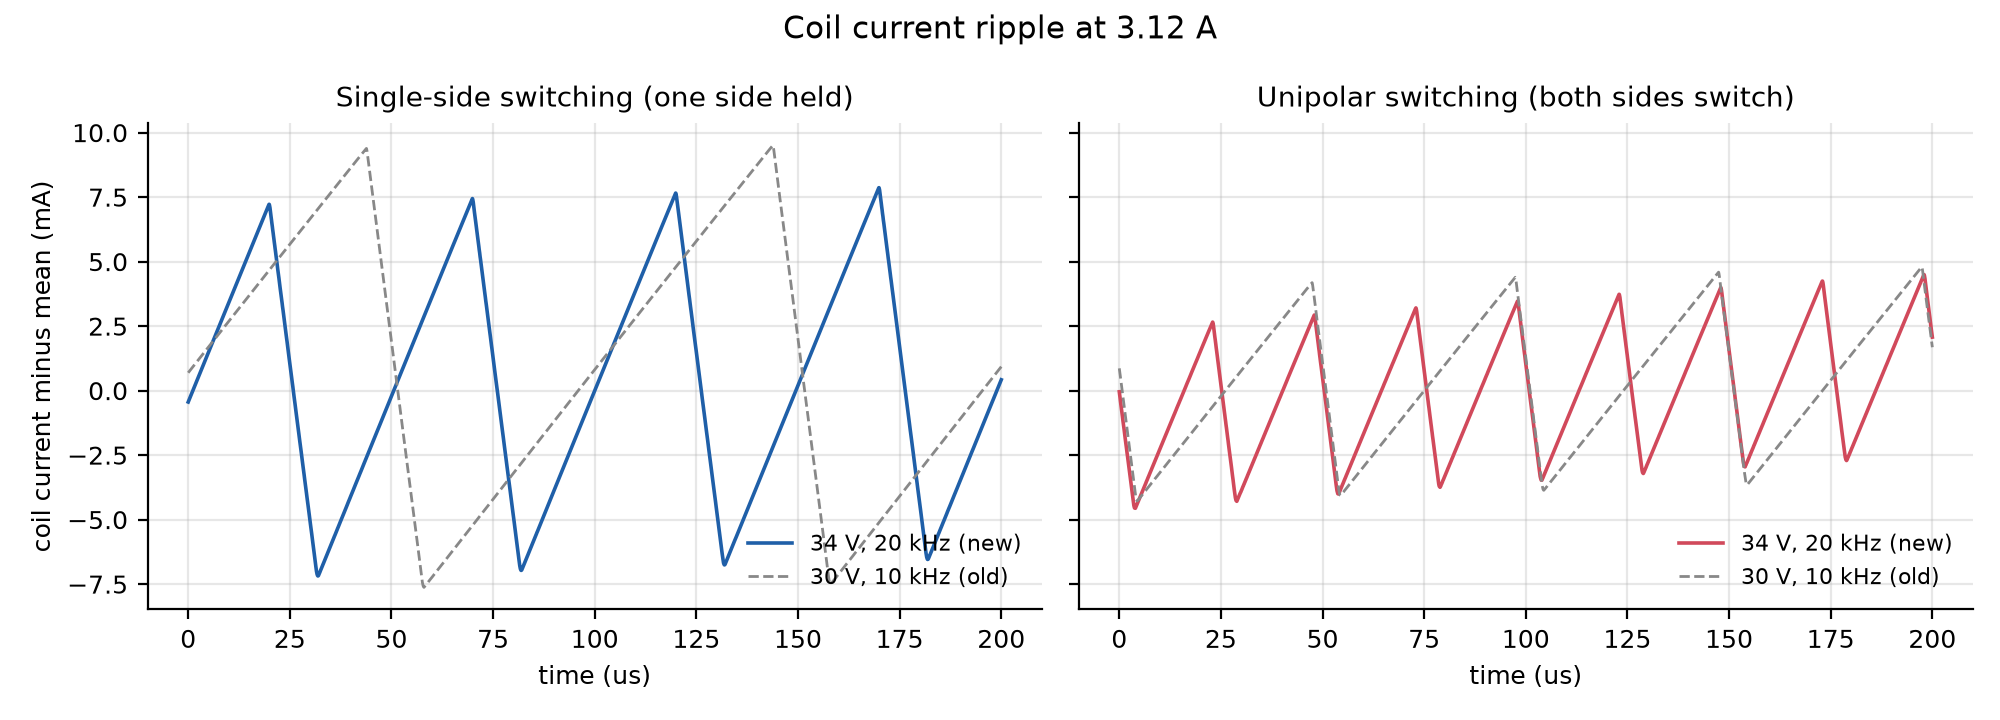 Coil current ripple at 3.12 A
Single-side switching (one side held)
coil current minus mean (mA)
10.0
7.5
5.0
2.5
0.0
−2.5
−5.0
−7.5
34 V, 20 kHz (new)
30 V, 10 kHz (old)
0 25 50 75 100 125 150 175 200
time (us)
Unipolar switching (both sides switch)
34 V, 20 kHz (new)
30 V, 10 kHz (old)
0 25 50 75 100 125 150 175 200
time (us)